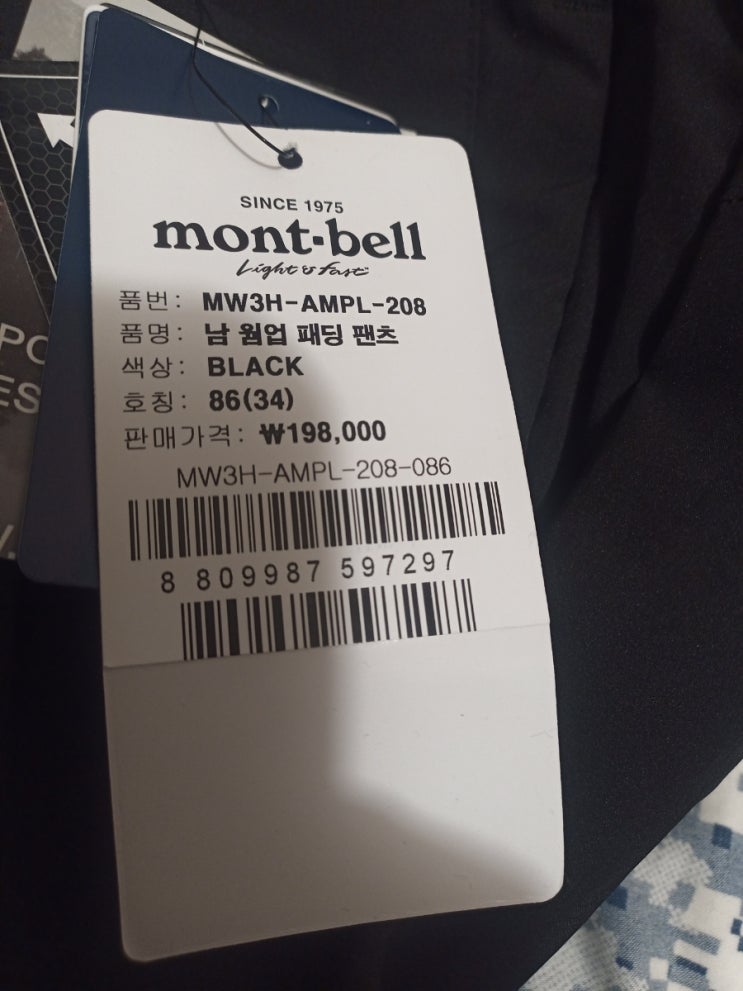 SINCE 1975
mont-bell
Light & fast
품번: MW3H-AMPL-208
품명: 남 웜업 패딩 팬츠
색상: BLACK
호칭: 86(34)
판매가격: ₩198,000
MW3H-AMPL-208-086
8 809987 597297
PO
ES